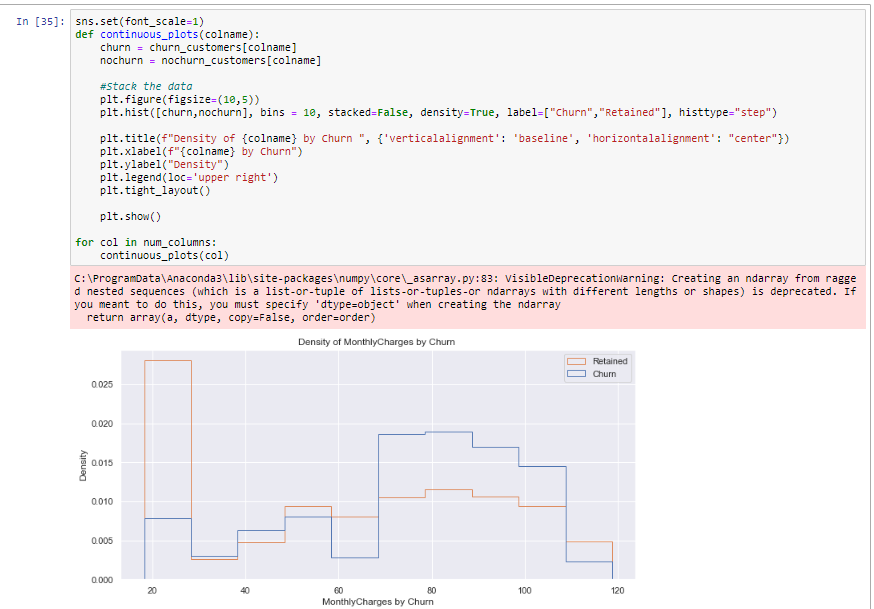 In [35]:
sns.set(font_scale=1)
def continuous_plots(colname):
    churn = churn_customers[colname]
    nochurn = nochurn_customers[colname]
    #Stack the data
    plt.figure(figsize=(10,5))
    plt.hist([churn,nochurn], bins = 10, stacked=False, density=True, label=["Churn","Retained"], histtype="step")
    plt.title(f"Density of {colname} by Churn ", {'verticalalignment': 'baseline', 'horizontalalignment': "center"})
    plt.xlabel(f"{colname} by Churn")
    plt.ylabel("Density")
    plt.legend(loc='upper right')
    plt.tight_layout()
    plt.show()
for col in num_columns:
    continuous_plots(col)
C:\ProgramData\Anaconda3\lib\site-packages\numpy\core\_asarray.py:83: VisibleDeprecationWarning: Creating an ndarray from ragge
d nested sequences (which is a list-or-tuple of lists-or-tuples-or ndarrays with different lengths or shapes) is deprecated. If
you meant to do this, you must specify 'dtype=object' when creating the ndarray
  return array(a, dtype, copy=False, order=order)
Density of MonthlyCharges by Churn
Retained
Churn
0.025
0.020
0.015
0.010
0.005
0.000
Density
20 40 60 80 100 120
MonthlyCharges by Churn